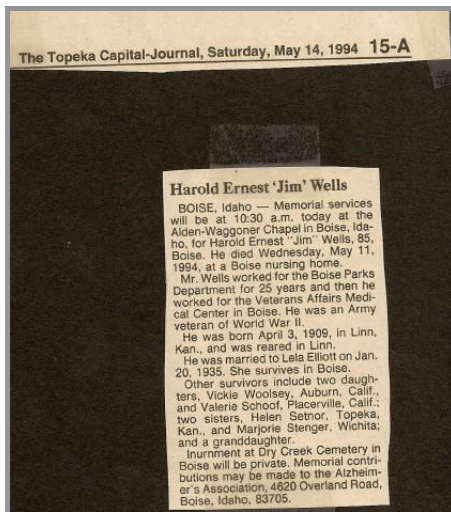 The Topeka Capital-Journal, Saturday, May 14, 1994 15-A
Harold Ernest 'Jim' Wells
BOISE, Idaho — Memorial services
will be at 10:30 a.m. today at the
Alden-Waggoner Chapel in Boise, Ida-
ho, for Harold Ernest "Jim" Wells, 85,
Boise. He died Wednesday, May 11,
1994, at a Boise nursing home.
Mr. Wells worked for the Boise Parks
Department for 25 years and then he
worked for the Veterans Affairs Medi-
cal Center in Boise. He was an Army
veteran of World War II.
He was born April 3, 1909, in Linn,
Kan., and was reared in Linn.
He was married to Lela Elliott on Jan.
20, 1935. She survives in Boise.
Other survivors include two daugh-
ters, Vickie Woolsey, Auburn, Calif.,
and Valerie Schoof, Placerville, Calif.;
two sisters, Helen Setnor, Topeka,
Kan., and Marjorie Stenger, Wichita;
and a granddaughter.
Inurnment at Dry Creek Cemetery in
Boise will be private. Memorial contri-
butions may be made to the Alzheim-
er's Association, 4620 Overland Road,
Boise, Idaho, 83705.